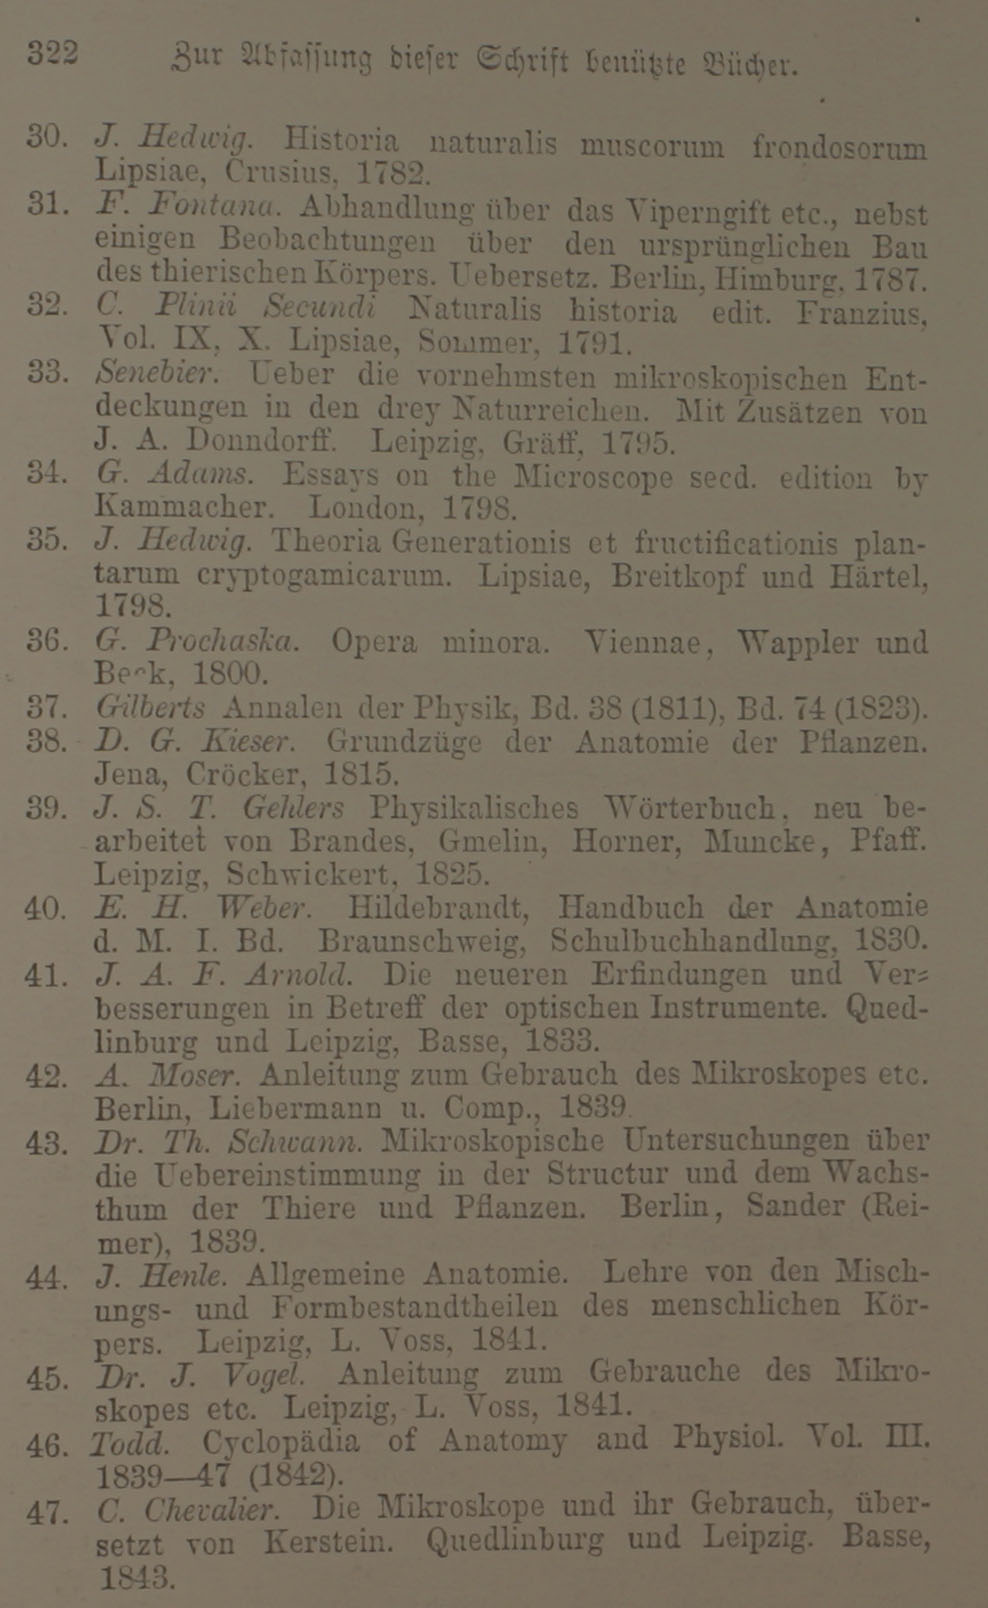 322 Zur Abfassung dieser Schrift benützte Bücher.
30. J. Hedwig. Historia naturalis muscorum frondosorum
Lipsiae, Crusius, 1782.
31. F. Fontana. Abhandlung über das Viperngift etc., nebst
einigen Beobachtungen über den ursprünglichen Bau
des thierischen Körpers. Uebersetz. Berlin, Himburg, 1787.
32. C. Plinii Secundi Naturalis historia edit. Franzius,
Vol. IX, X. Lipsiae, Sommer, 1791.
33. Senebier. Ueber die vornehmsten mikroskopischen Ent-
deckungen in den drey Naturreichen. Mit Zusätzen von
J. A. Donndorff. Leipzig, Gräff, 1795.
34. G. Adams. Essays on the Microscope secd. edition by
Kammacher. London, 1798.
35. J. Hedwig. Theoria Generationis et fructificationis plan-
tarum cryptogamicarum. Lipsiae, Breitkopf und Härtel,
1798.
36. G. Prochaska. Opera minora. Viennae, Wappler und
Beck, 1800.
37. Gilberts Annalen der Physik, Bd. 38 (1811), Bd. 74 (1823).
38. D. G. Kieser. Grundzüge der Anatomie der Pflanzen.
Jena, Cröcker, 1815.
39. J. S. T. Gehlers Physikalisches Wörterbuch, neu be-
arbeitet von Brandes, Gmelin, Horner, Muncke, Pfaff.
Leipzig, Schwickert, 1825.
40. E. H. Weber. Hildebrandt, Handbuch der Anatomie
d. M. I. Bd. Braunschweig, Schulbuchhandlung, 1830.
41. J. A. F. Arnold. Die neueren Erfindungen und Ver-
besserungen in Betreff der optischen Instrumente. Qued-
linburg und Leipzig, Basse, 1833.
42. A. Moser. Anleitung zum Gebrauch des Mikroskopes etc.
Berlin, Liebermann u. Comp., 1839.
43. Dr. Th. Schwann. Mikroskopische Untersuchungen über
die Uebereinstimmung in der Structur und dem Wachs-
thum der Thiere und Pflanzen. Berlin, Sander (Rei-
mer), 1839.
44. J. Henle. Allgemeine Anatomie. Lehre von den Misch-
ungs- und Formbestandtheilen des menschlichen Kör-
pers. Leipzig, L. Voss, 1841.
45. Dr. J. Vogel. Anleitung zum Gebrauche des Mikro-
skopes etc. Leipzig, L. Voss, 1841.
46. Todd. Cyclopädia of Anatomy and Physiol. Vol. III.
1839—47 (1842).
47. C. Chevalier. Die Mikroskope und ihr Gebrauch, über-
setzt von Kerstein. Quedlinburg und Leipzig. Basse,
1843.